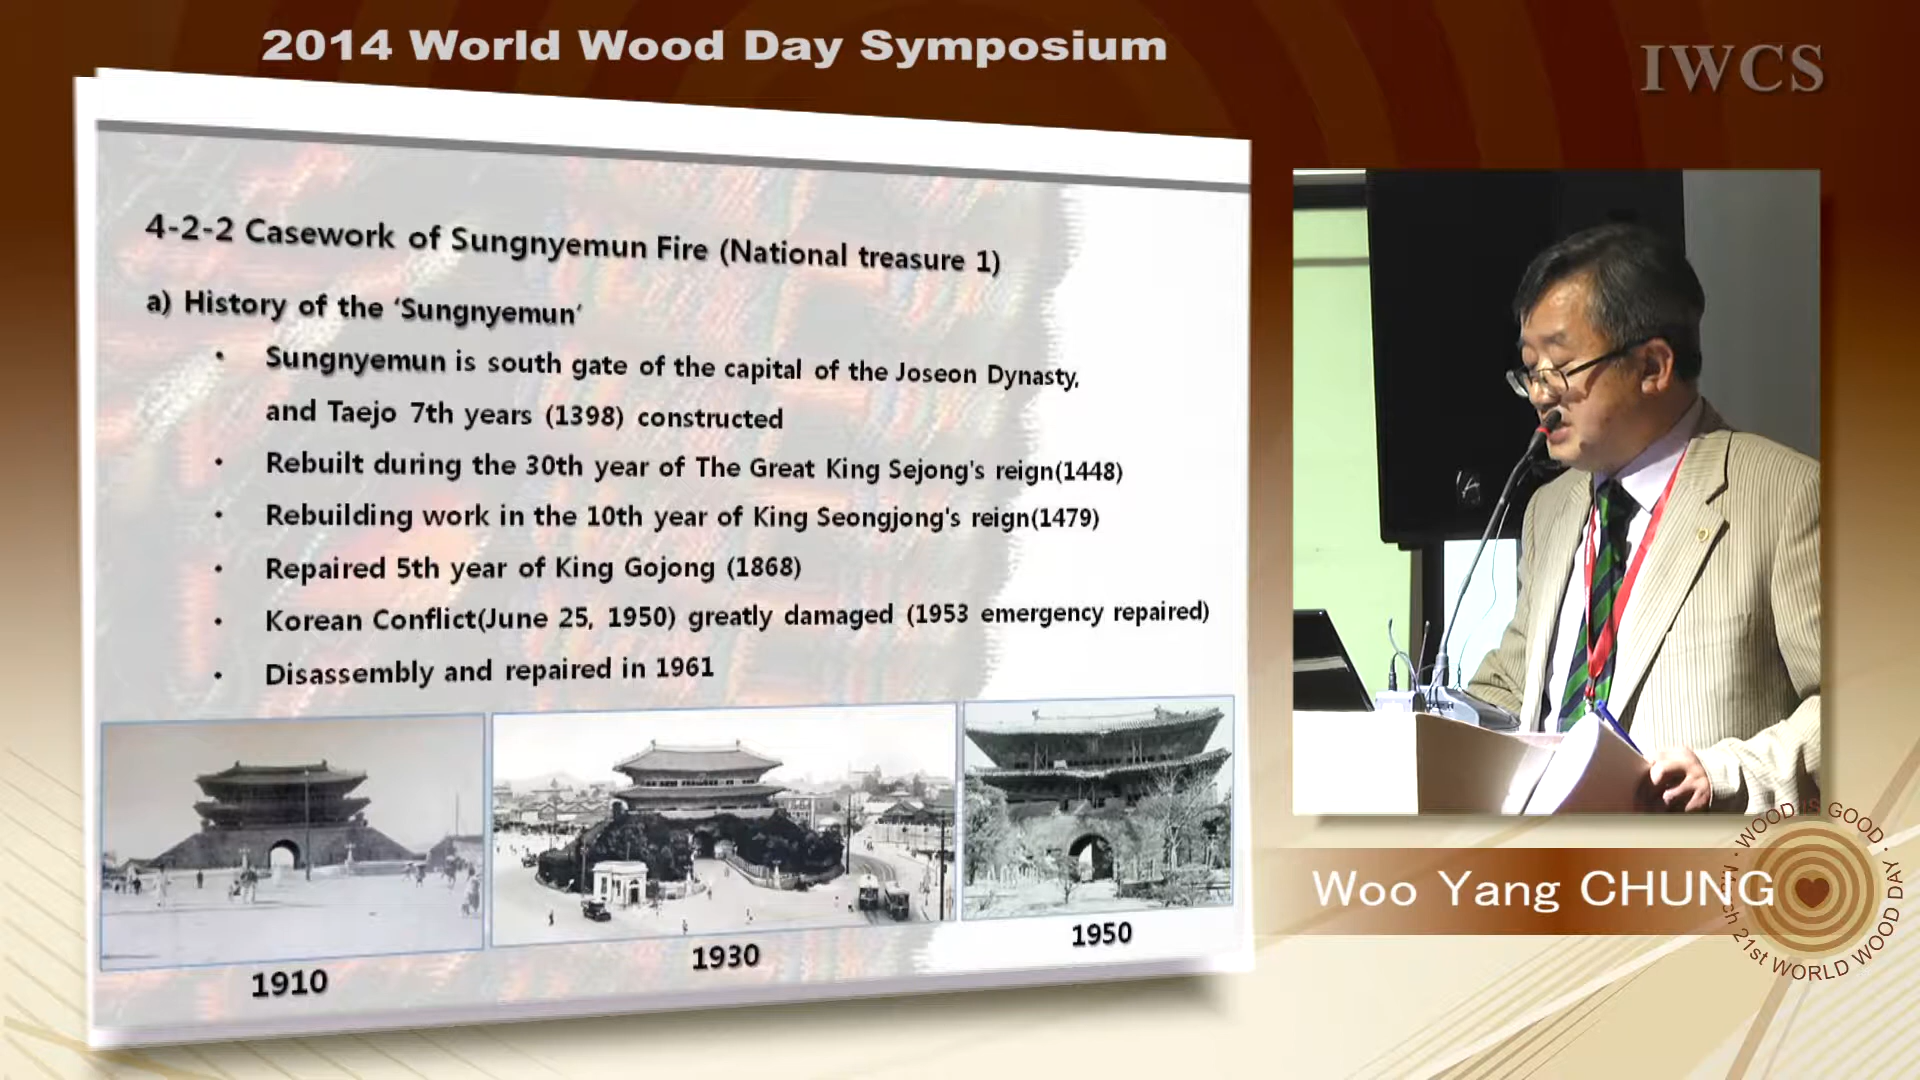 2014 World Wood Day Symposium
IWCS
4-2-2 Casework of Sungnyemun Fire (National treasure 1)
a) History of the ‘Sungnyemun’
• Sungnyemun is south gate of the capital of the Joseon Dynasty,
and Taejo 7th years (1398) constructed
• Rebuilt during the 30th year of The Great King Sejong's reign(1448)
• Rebuilding work in the 10th year of King Seongjong's reign(1479)
• Repaired 5th year of King Gojong (1868)
• Korean Conflict(June 25, 1950) greatly damaged (1953 emergency repaired)
• Disassembly and repaired in 1961
1910
1930
1950
Woo Yang CHUNG
· WOOD IS GOOD ·
March 21st WORLD WOOD DAY